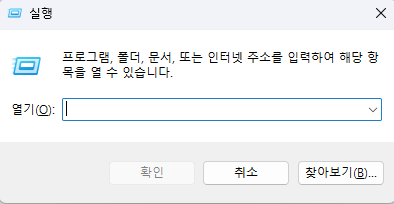 실행
프로그램, 폴더, 문서, 또는 인터넷 주소를 입력하여 해당 항
목을 열 수 있습니다.
열기(O):
확인 취소 찾아보기(B)...